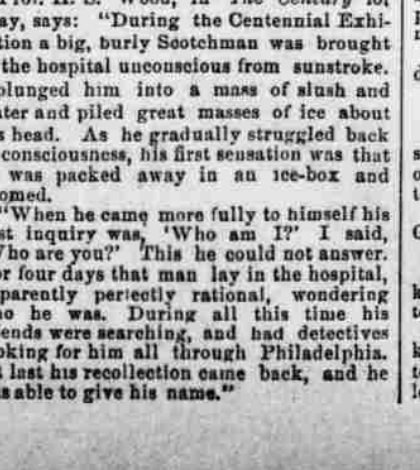 Prof. H. C. Wood, in The Century for
ay, says: "During the Centennial Exhi-
tion a big, burly Scotchman was brought
the hospital unconscious from sunstroke.
plunged him into a mass of slush and
ater and piled great masses of ice about
s head. As he gradually struggled back
consciousness, his first sensation was that
was packed away in an ice-box and
omed.
"When he came more fully to himself his
st inquiry was, 'Who am I?' I said,
Who are you?' This he could not answer.
or four days that man lay in the hospital,
parently perfectly rational, wondering
ho he was. During all this time his
ends were searching, and had detectives
oking for him all through Philadelphia.
t last his recollection came back, and he
as able to give his name."